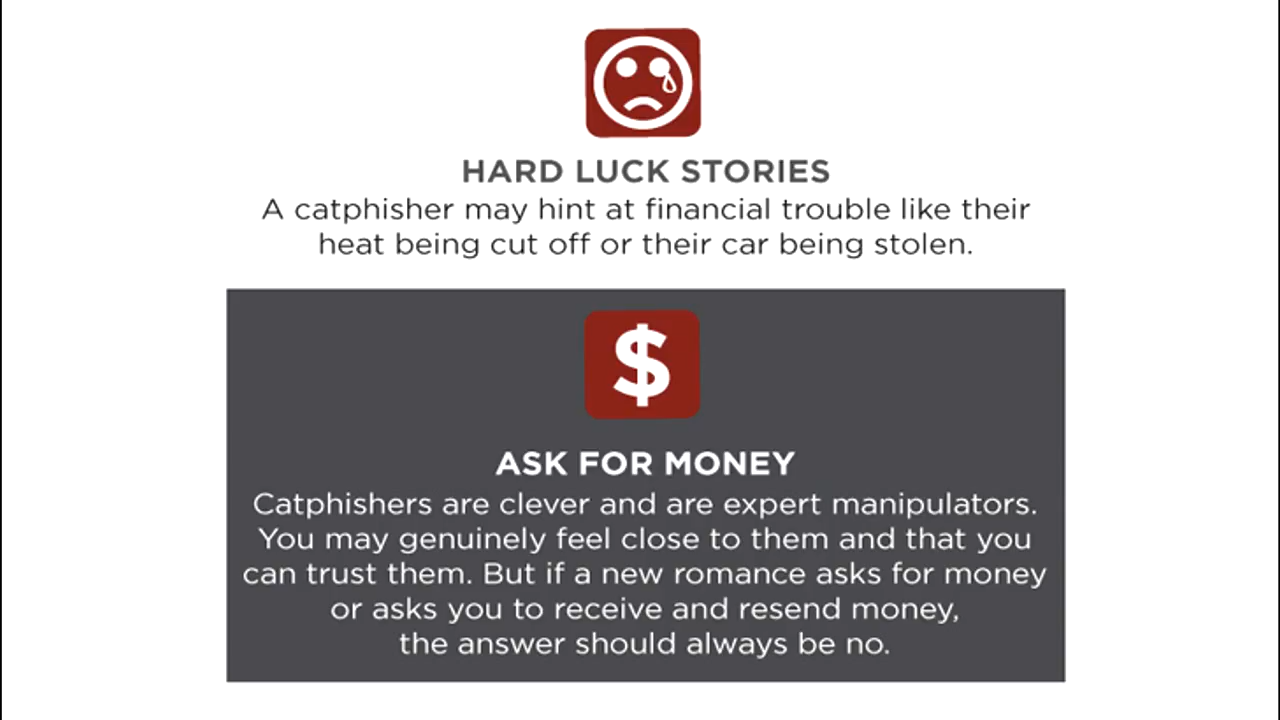 HARD LUCK STORIES
A catphisher may hint at financial trouble like their
heat being cut off or their car being stolen.
$
ASK FOR MONEY
Catphishers are clever and are expert manipulators.
You may genuinely feel close to them and that you
can trust them. But if a new romance asks for money
or asks you to receive and resend money,
the answer should always be no.